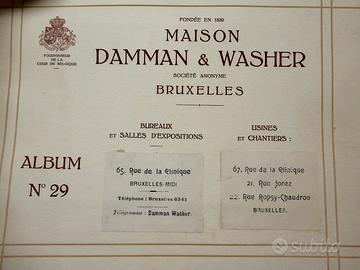 FONDÉE EN 1830
MAISON
DAMMAN & WASHER
SOCIÉTÉ ANONYME
BRUXELLES
FOURNISSEUR
DE LA
COUR DE BELGIQUE
BUREAUX
ET SALLES D'EXPOSITIONS
65, Rue de la Clinique
BRUXELLES-MIDI
Téléphone : Bruxelles 6341
Télégrammes : Damman Washer.
USINES
ET CHANTIERS :
67, Rue de la Clinique
21, Rue Jorez
22, Rue Ropsy-Chaudron
BRUXELLES.
ALBUM
N° 29
subito